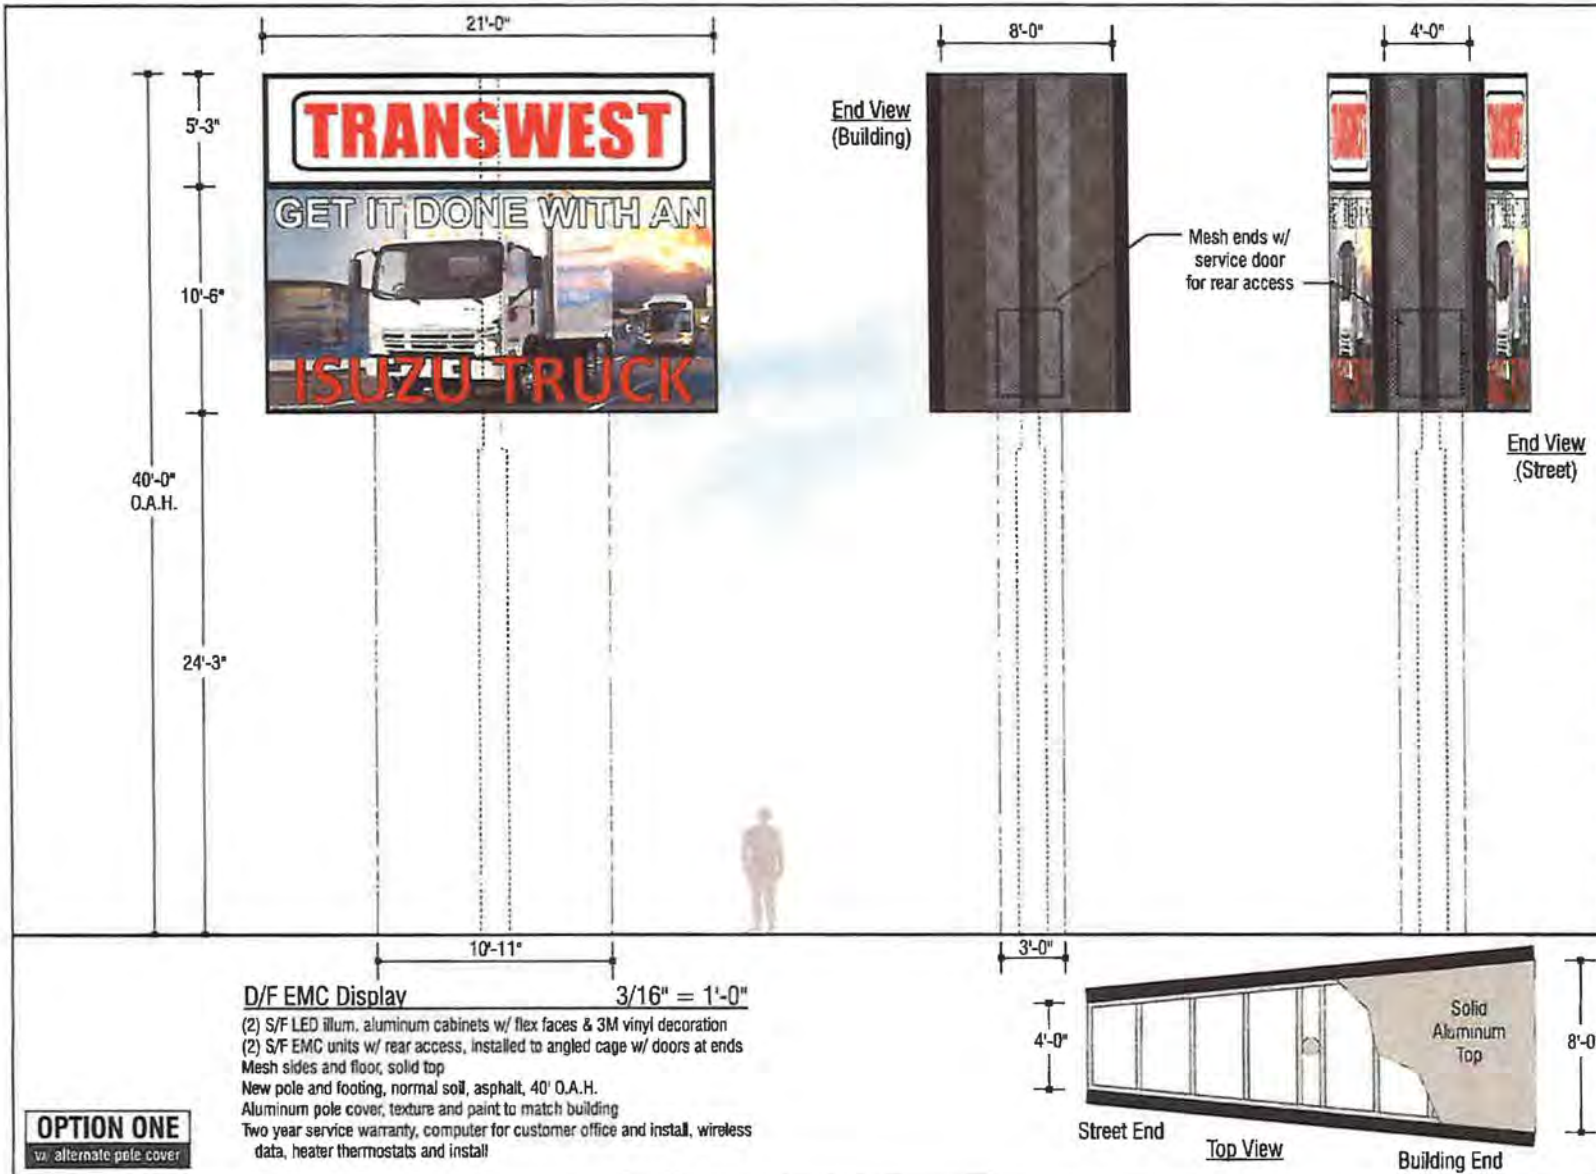 21'-0"
8'-0"
4'-0"
5'-3"
10'-6"
40'-0"
O.A.H.
24'-3"
TRANSWEST
GET IT DONE WITH AN
ISUZU TRUCK
End View
(Building)
Mesh ends w/
service door
for rear access
End View
(Street)
10'-11"
3'-0"
D/F EMC Display 3/16" = 1'-0"
(2) S/F LED illum. aluminum cabinets w/ flex faces & 3M vinyl decoration
(2) S/F EMC units w/ rear access, installed to angled cage w/ doors at ends
Mesh sides and floor, solid top
New pole and footing, normal soil, asphalt, 40' O.A.H.
Aluminum pole cover, texture and paint to match building
Two year service warranty, computer for customer office and install, wireless
data, heater thermostats and install
OPTION ONE
w/ alternate pole cover
4'-0"
Solid
Aluminum
Top
8'-0
Street End
Top View
Building End